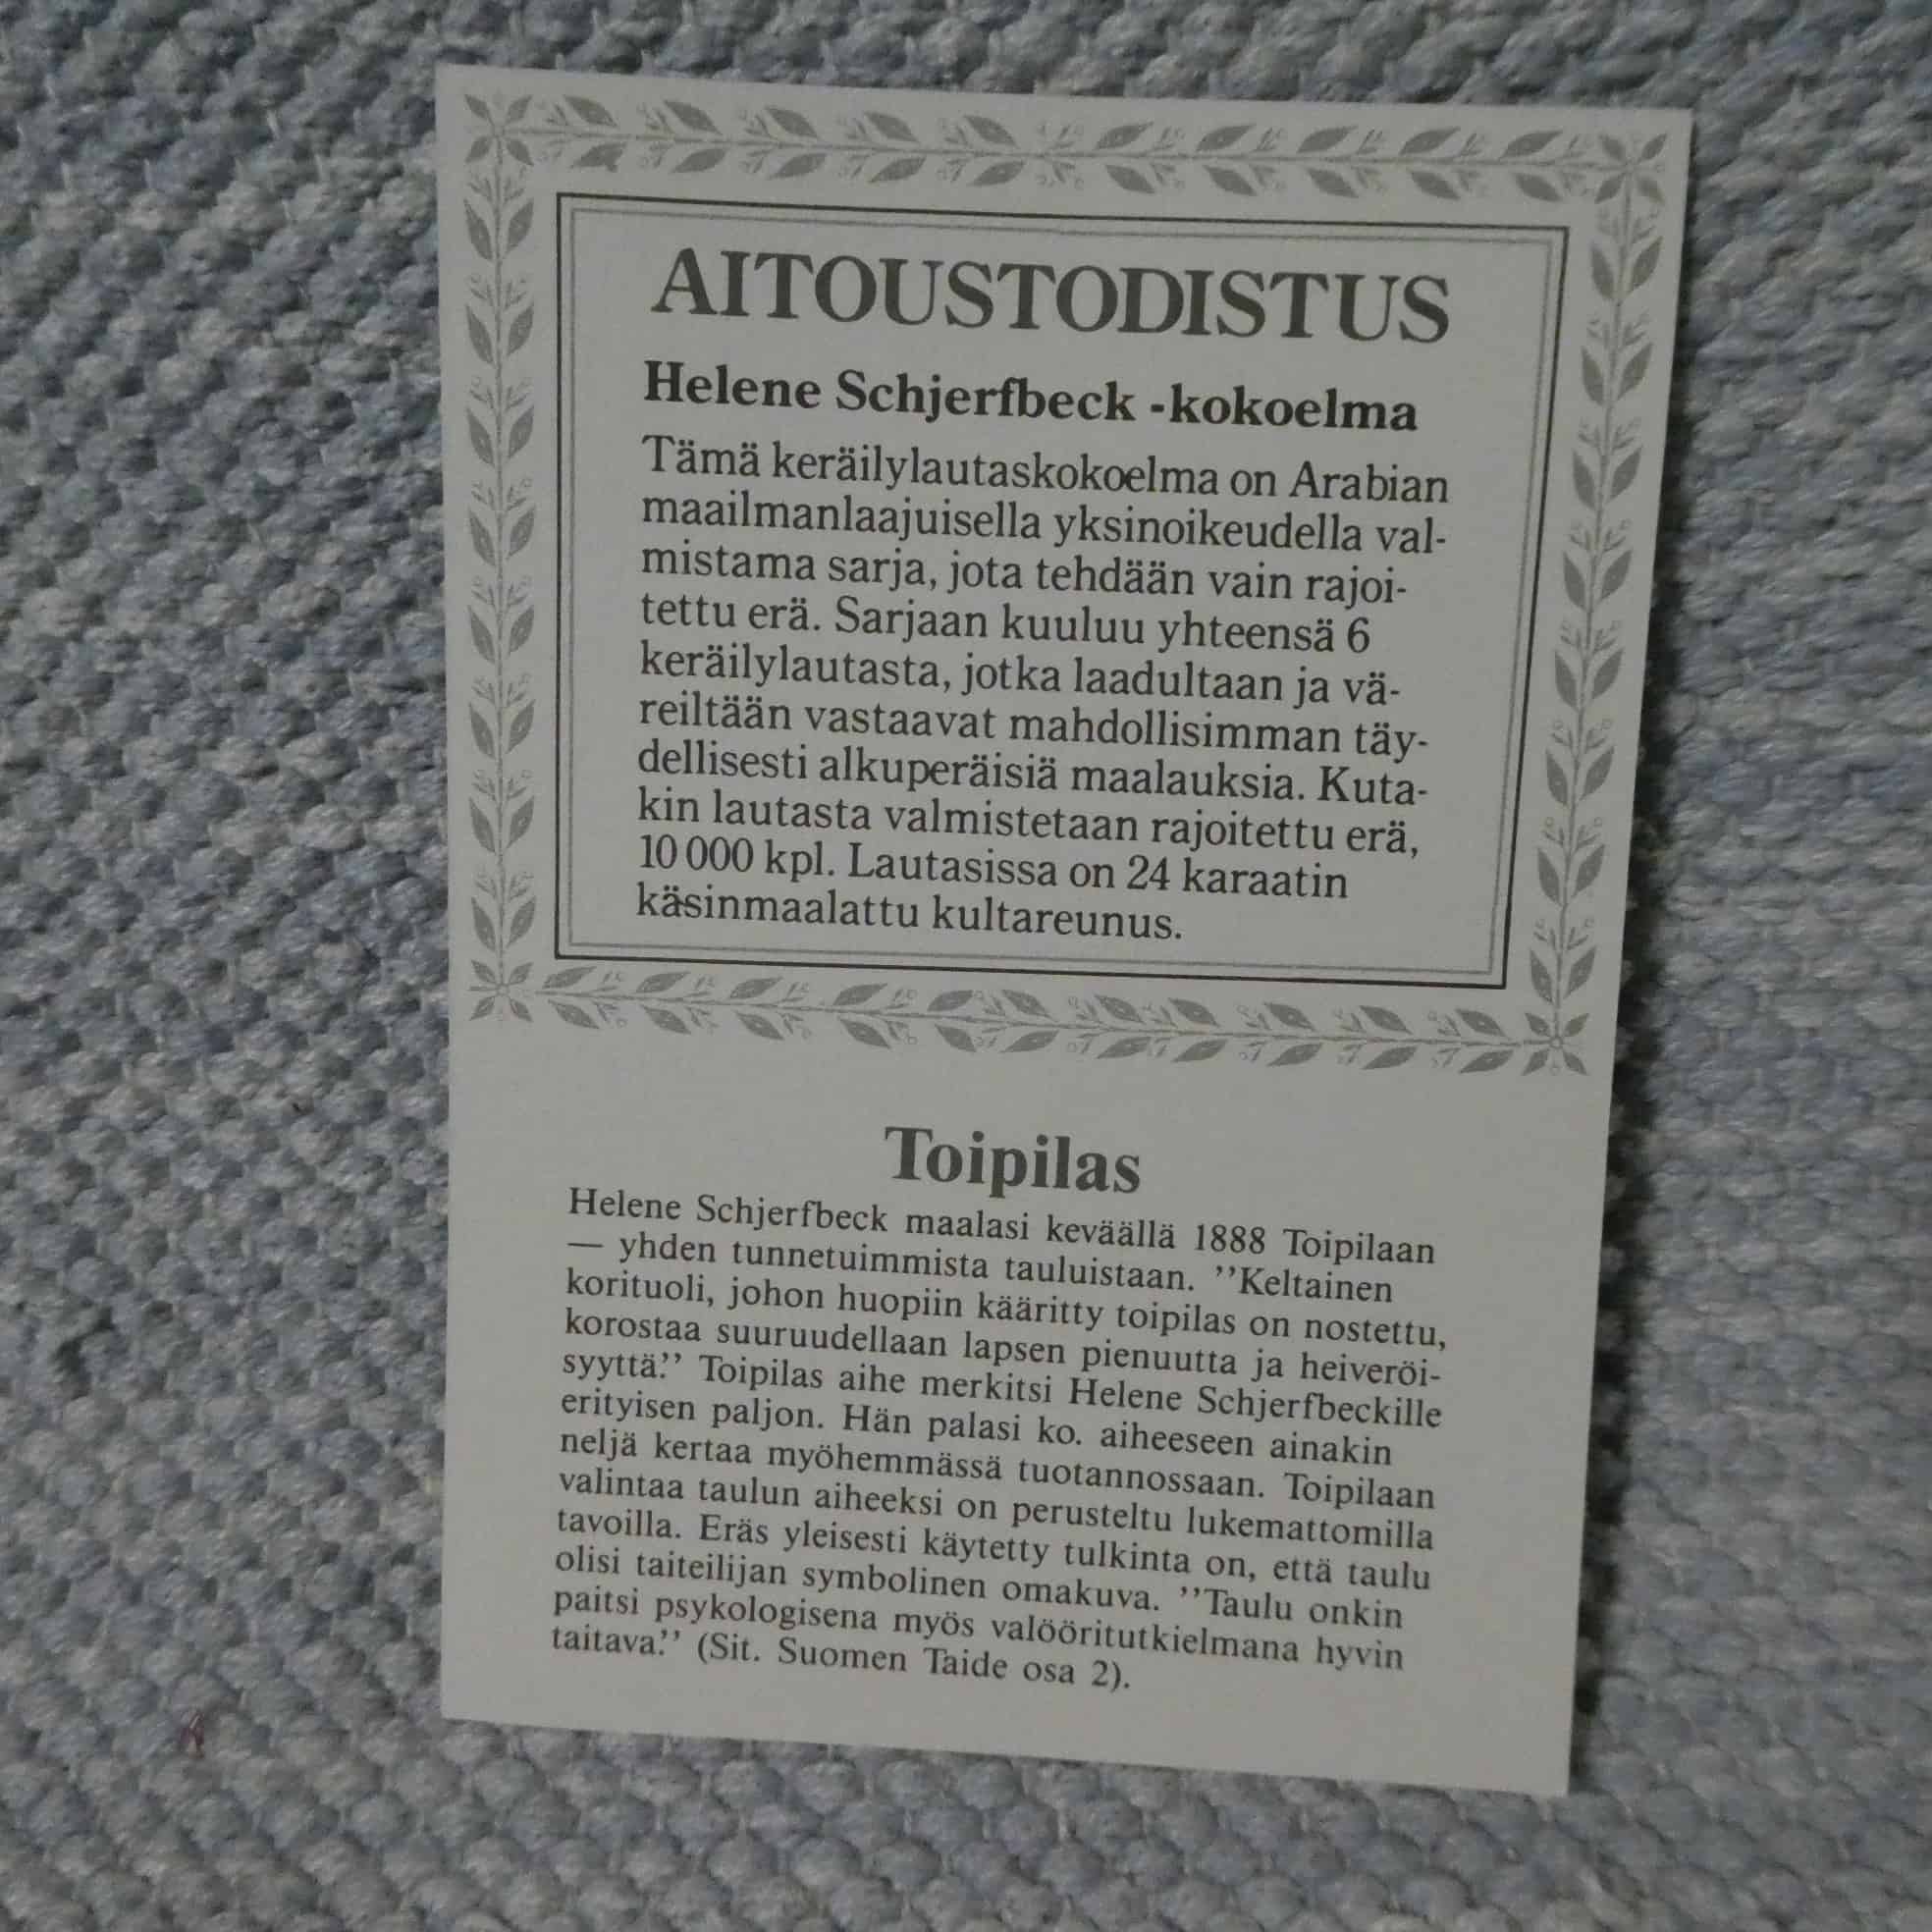 AITOUSTODISTUS
Helene Schjerfbeck -kokoelma
Tämä keräilylautaskokoelma on Arabian
maailmanlaajuisella yksinoikeudella val-
mistama sarja, jota tehdään vain rajoi-
tettu erä. Sarjaan kuuluu yhteensä 6
keräilylautasta, jotka laadultaan ja vä-
reiltään vastaavat mahdollisimman täy-
dellisesti alkuperäisiä maalauksia. Kuta-
kin lautasta valmistetaan rajoitettu erä,
10 000 kpl. Lautasissa on 24 karaatin
käsinmaalattu kultareunus.
Toipilas
Helene Schjerfbeck maalasi keväällä 1888 Toipilaan
— yhden tunnetuimmista tauluistaan. ’’Keltainen
korituoli, johon huopiin kääritty toipilas on nostettu,
korostaa suuruudellaan lapsen pienuutta ja heiveröi-
syyttä.’’ Toipilas aihe merkitsi Helene Schjerfbeckille
erityisen paljon. Hän palasi ko. aiheeseen ainakin
neljä kertaa myöhemmässä tuotannossaan. Toipilaan
valintaa taulun aiheeksi on perusteltu lukemattomilla
tavoilla. Eräs yleisesti käytetty tulkinta on, että taulu
olisi taiteilijan symbolinen omakuva. ’’Taulu onkin
paitsi psykologisena myös valööritutkielmana hyvin
taitava.’’ (Sit. Suomen Taide osa 2).